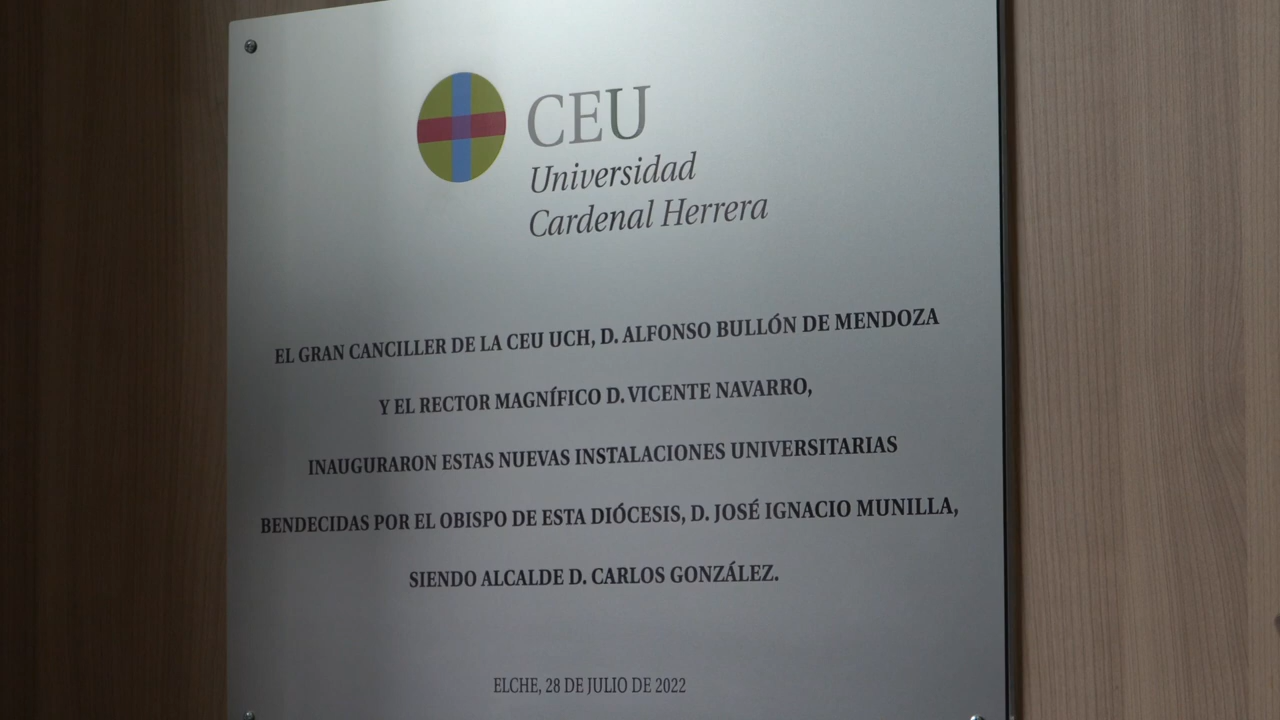 CEU
Universidad
Cardenal Herrera
EL GRAN CANCILLER DE LA CEU UCH, D. ALFONSO BULLÓN DE MENDOZA
Y EL RECTOR MAGNÍFICO D. VICENTE NAVARRO,
INAUGURARON ESTAS NUEVAS INSTALACIONES UNIVERSITARIAS
BENDECIDAS POR EL OBISPO DE ESTA DIÓCESIS, D. JOSÉ IGNACIO MUNILLA,
SIENDO ALCALDE D. CARLOS GONZÁLEZ.
ELCHE, 28 DE JULIO DE 2022